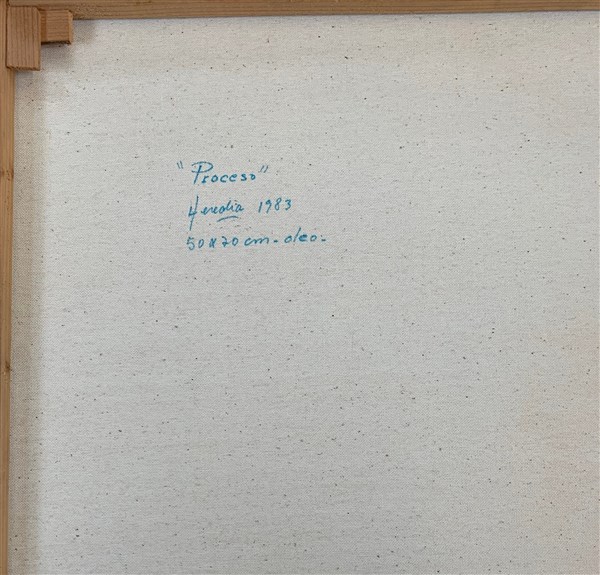 "Proceso"
Heredia 1983
50x70 cm - oleo -